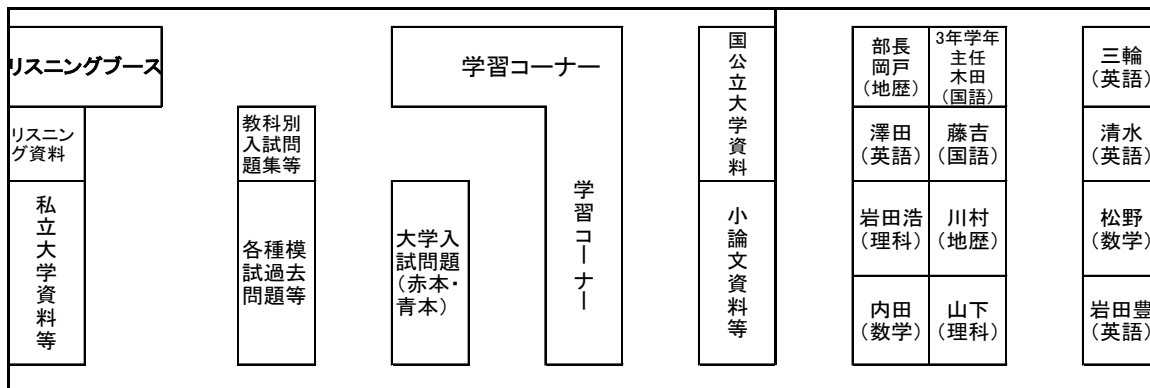 リスニングブース
リスニン
グ資料
私立大学資料等
教科別
入試問
題集等
各種模
試過去
問題等
学習コーナー
大学入
試問題
(赤本・
青本)
学習コーナー
国公立大学資料
小論文資料等
部長
岡戸
(地歴)
3年学年
主任
木田
(国語)
澤田
(英語)
藤吉
(国語)
岩田浩
(理科)
川村
(地歴)
内田
(数学)
山下
(理科)
三輪
(英語)
清水
(英語)
松野
(数学)
岩田豊
(英語)